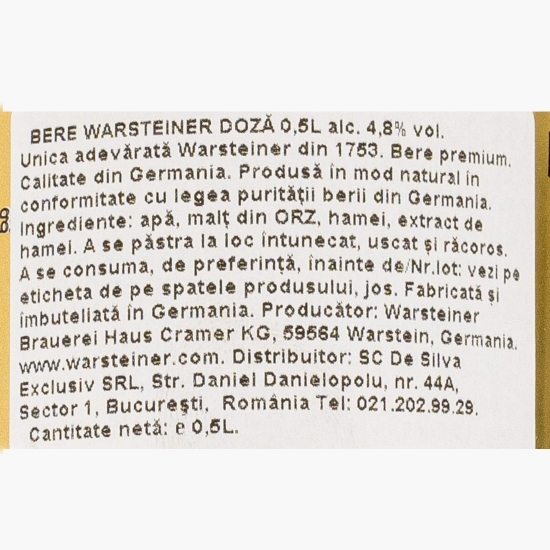 BERE WARSTEINER DOZĂ 0,5L alc. 4,8% vol.
Unica adevărată Warsteiner din 1753. Bere premium.
Calitate din Germania. Produsă în mod natural în
conformitate cu legea purității berii din Germania.
Ingrediente: apă, malț din ORZ, hamei, extract de
hamei. A se păstra la loc întunecat, uscat și răcoros.
A se consuma, de preferință, înainte de/Nr.lot: vezi pe
eticheta de pe spatele produsului, jos. Fabricată și
îmbuteliată în Germania. Producător: Warsteiner
Brauerei Haus Cramer KG, 59564 Warstein, Germania.
www.warsteiner.com. Distribuitor: SC De Silva
Exclusiv SRL, Str. Daniel Danielopolu, nr. 44A,
Sector 1, București, România Tel: 021.202.99.29.
Cantitate netă: e 0,5L.